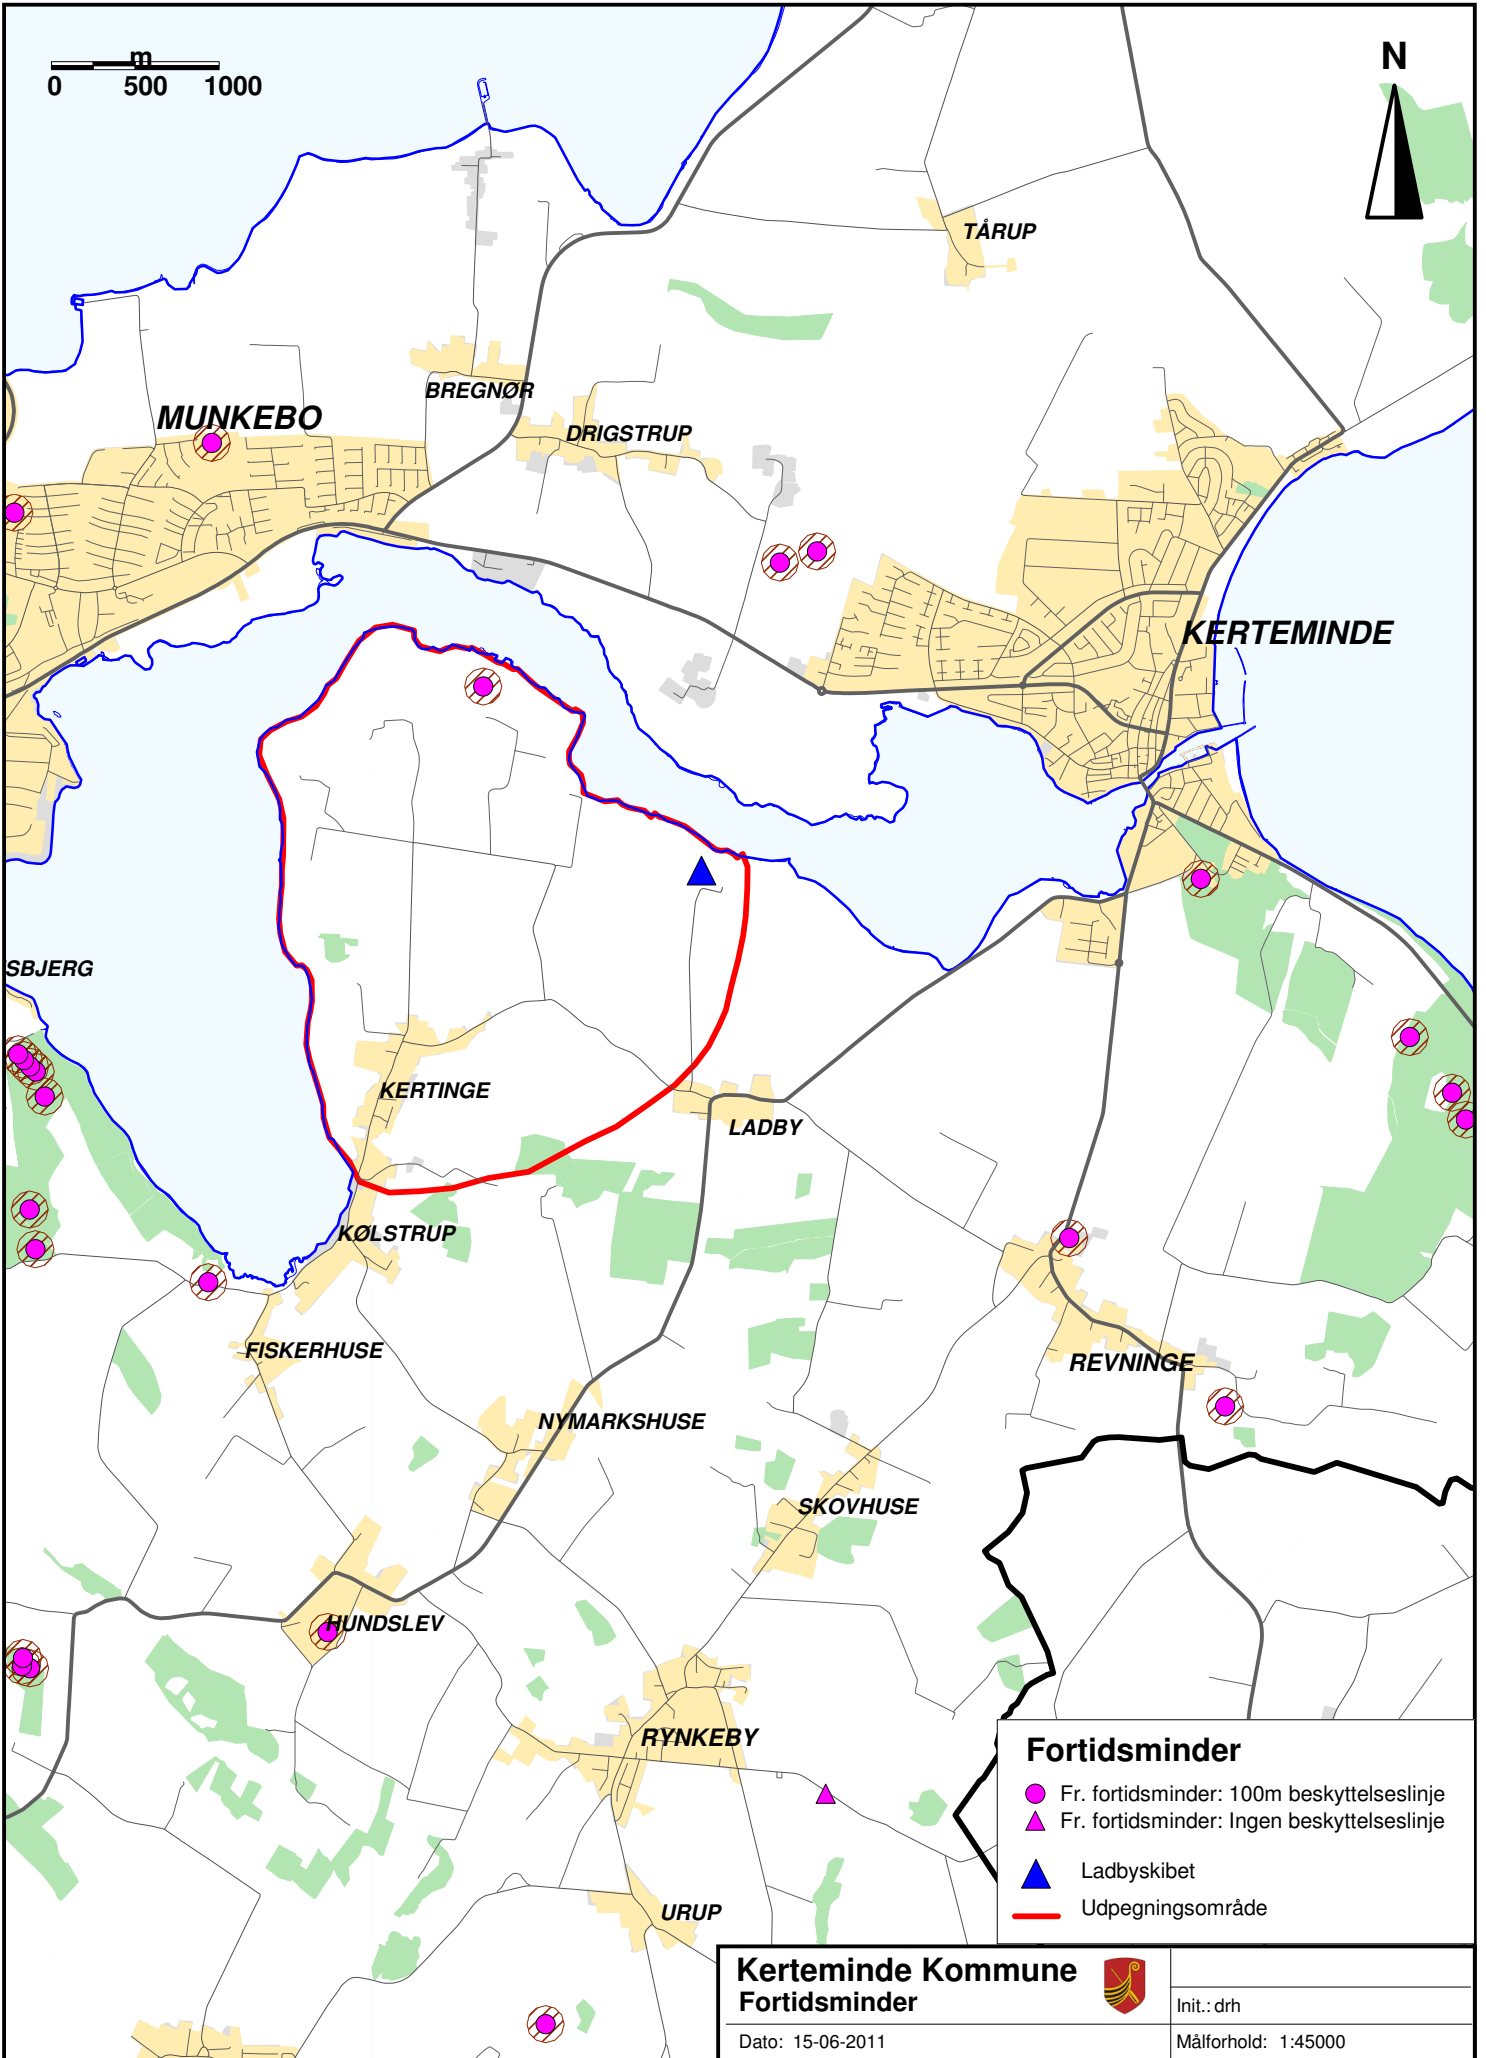 m
0 500 1000
N
TÅRUP
BREGNØR
MUNKEBO
DRIGSTRUP
KERTEMINDE
SBJERG
KERTINGE
LADBY
KØLSTRUP
FISKERHUSE
REVNINGE
NYMARKSHUSE
SKOVHUSE
HUNDSLEV
RYNKEBY
URUP
Fortidsminder
Fr. fortidsminder: 100m beskyttelseslinje
Fr. fortidsminder: Ingen beskyttelseslinje
Ladbyskibet
Udpegningsområde
Kerteminde Kommune
Fortidsminder
Init.: drh
Dato: 15-06-2011
Målforhold: 1:45000